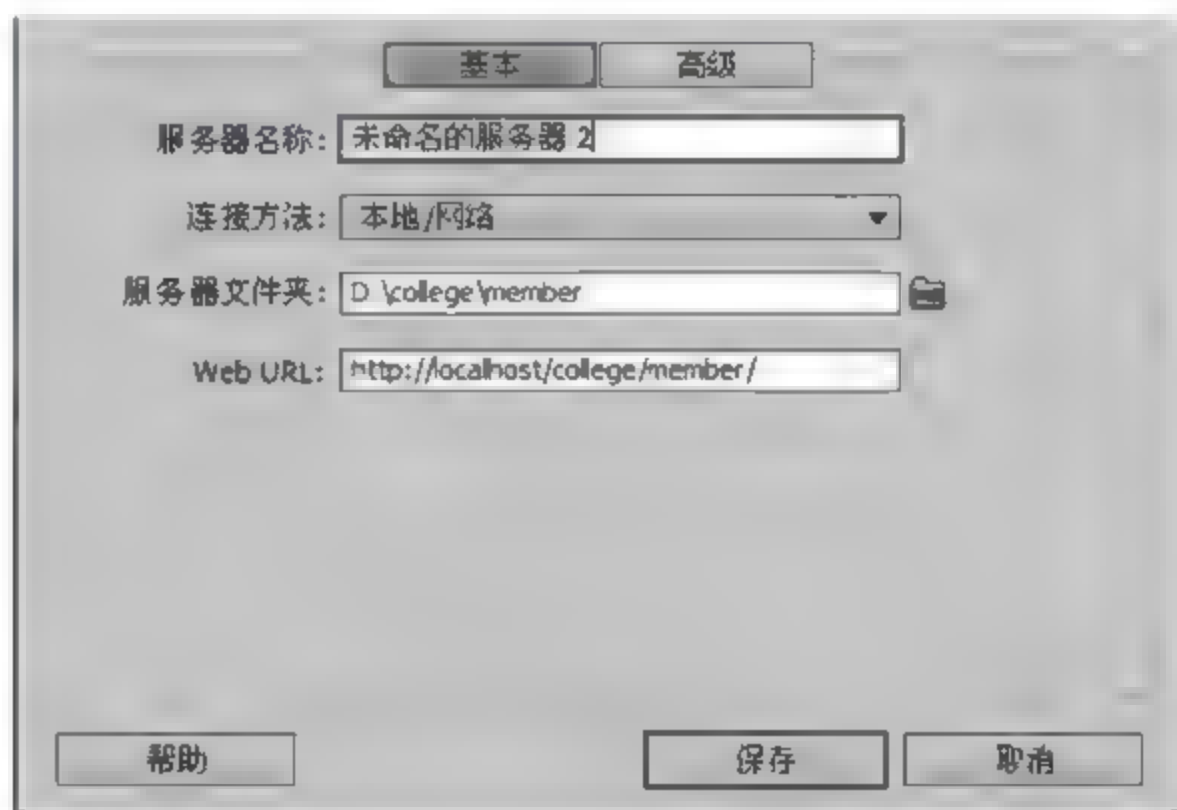 基本 高级
服务器名称: 未命名的服务器 2
连接方法: 本地/网络
服务器文件夹: D \college\member
Web URL: http://localhost/college/member/
帮助 保存 取消